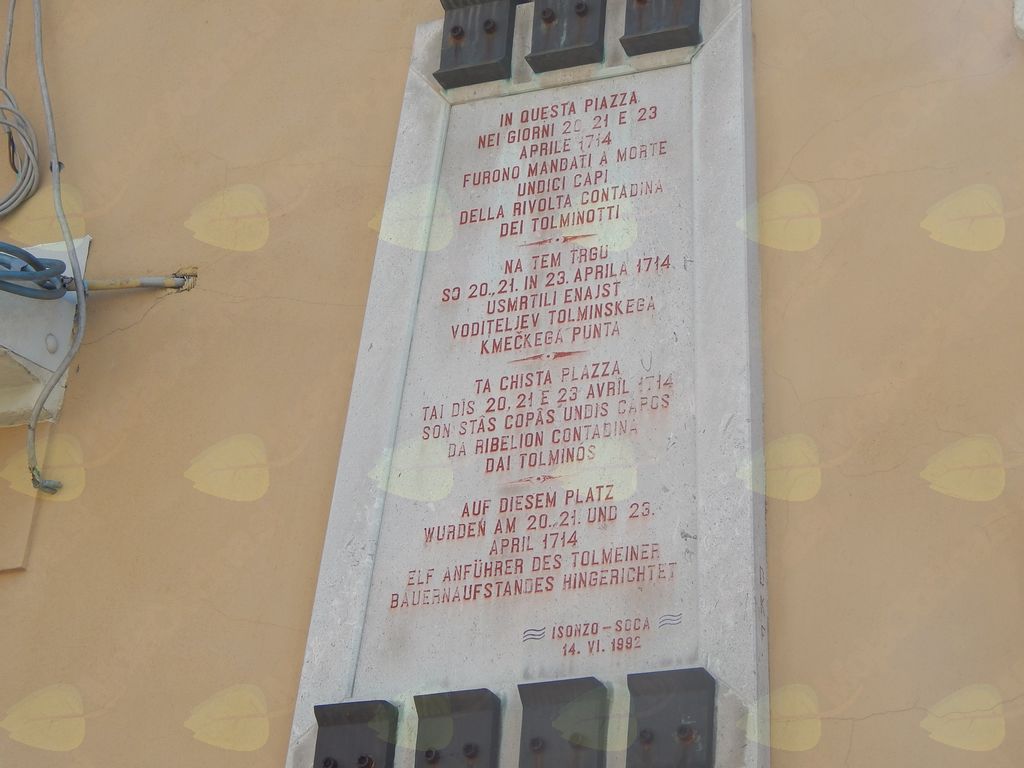 IN QUESTA PIAZZA
NEI GIORNI 20 21 E 23
APRILE 1714
FURONO MANDATI A MORTE
UNDICI CAPI
DELLA RIVOLTA CONTADINA
DEI TOLMINOTTI
NA TEM TRGU
SO 20., 21. IN 23. APRILA 1714.
USMRTILI ENAJST
VODITELJEV TOLMINSKEGA
KMEČKEGA PUNTA
TA CHISTA PLAZZA
TAI DÎS 20, 21 E 23 AVRÎL 1714
SON STÂS COPÂS UNDIS CAPOS
DA RIBELION CONTADINA
DAI TOLMINOS
AUF DIESEM PLATZ
WURDEN AM 20., 21. UND 23.
APRIL 1714
ELF ANFÜHRER DES TOLMEINER
BAUERNAUFSTANDES HINGERICHTET
ISONZO - SOCA
14. VI. 1992